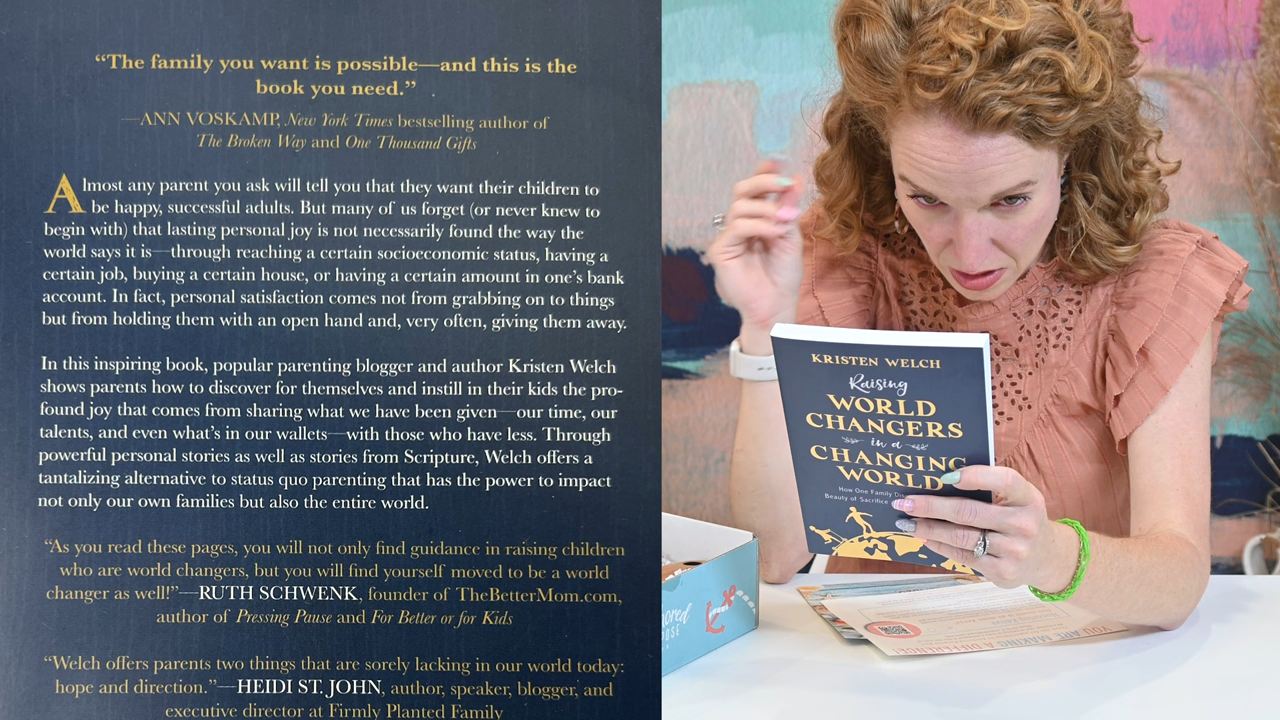 “The family you want is possible—and this is the
book you need.”
—ANN VOSKAMP, New York Times bestselling author of
The Broken Way and One Thousand Gifts
Almost any parent you ask will tell you that they want their children to
be happy, successful adults. But many of us forget (or never knew to
begin with) that lasting personal joy is not necessarily found the way the
world says it is—through reaching a certain socioeconomic status, having a
certain job, buying a certain house, or having a certain amount in one’s bank
account. In fact, personal satisfaction comes not from grabbing on to things
but from holding them with an open hand and, very often, giving them away.
In this inspiring book, popular parenting blogger and author Kristen Welch
shows parents how to discover for themselves and instill in their kids the pro-
found joy that comes from sharing what we have been given—our time, our
talents, and even what’s in our wallets—with those who have less. Through
powerful personal stories as well as stories from Scripture, Welch offers a
tantalizing alternative to status quo parenting that has the power to impact
not only our own families but also the entire world.
“As you read these pages, you will not only find guidance in raising children
who are world changers, but you will find yourself moved to be a world
changer as well!”—RUTH SCHWENK, founder of TheBetterMom.com,
author of Pressing Pause and For Better or for Kids
“Welch offers parents two things that are sorely lacking in our world today:
hope and direction.”—HEIDI ST. JOHN, author, speaker, blogger, and
executive director at Firmly Planted Family
KRISTEN WELCH
Raising
WORLD
CHANGERS
in a
CHANGING
WORLD
How One Family
Beauty of Sacrifice
YOU ARE MAKING A DIFFERENCE